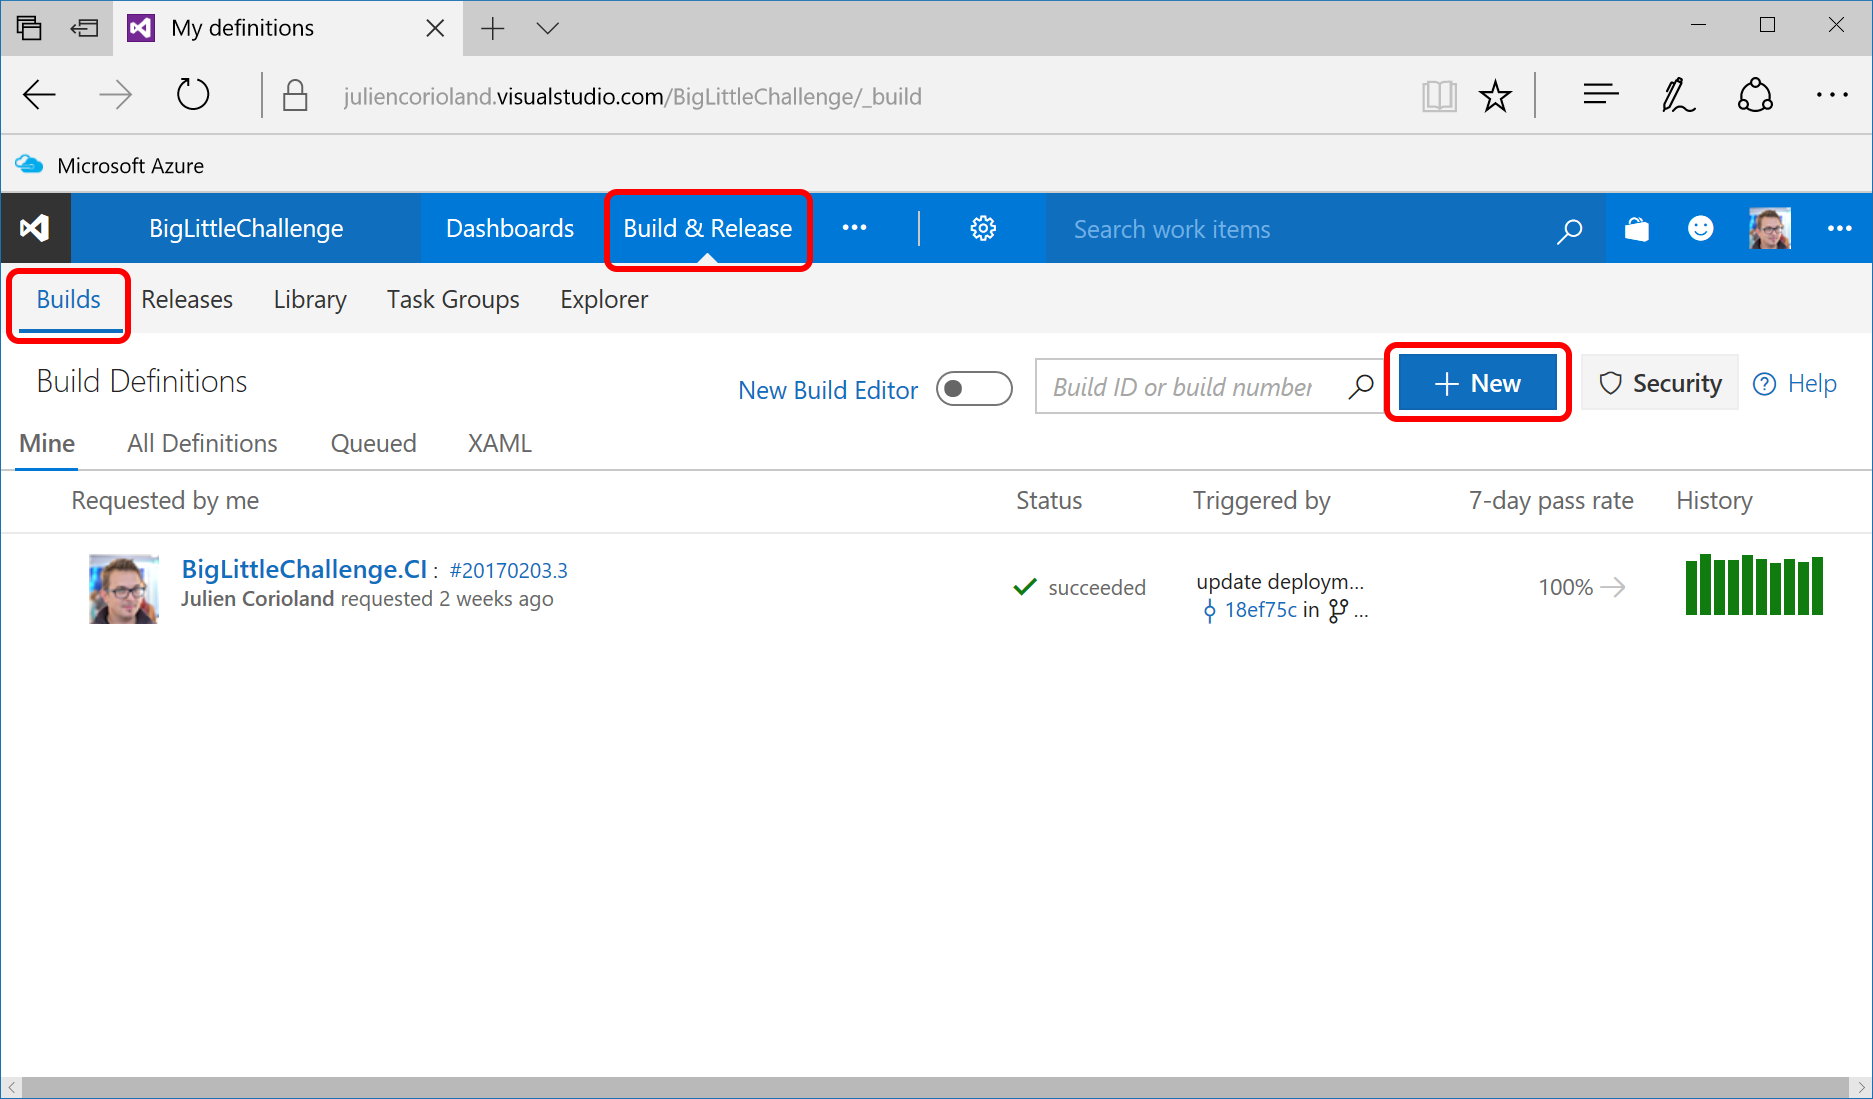 My definitions
juliencorioland.visualstudio.com/BigLittleChallenge/_build
Microsoft Azure
BigLittleChallenge Dashboards Build & Release ••• Search work items •••
Builds Releases Library Task Groups Explorer
Build Definitions New Build Editor Build ID or build number + New Security Help
Mine All Definitions Queued XAML
Requested by me Status Triggered by 7-day pass rate History
BigLittleChallenge.CI : #20170203.3
Julien Corioland requested 2 weeks ago
succeeded
update deploym...
18ef75c in ...
100%